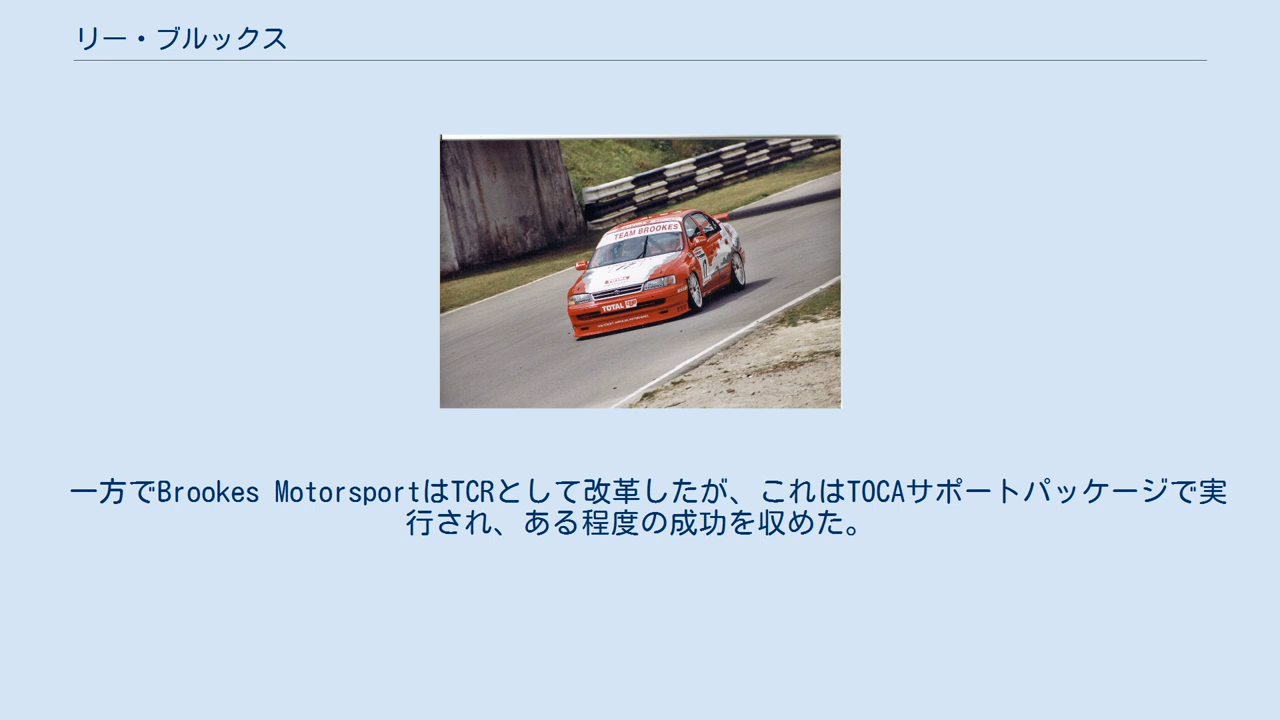 リー・ブルックス
TEAM BROOKES
TOTAL
一方でBrookes MotorsportはTCRとして改革したが、これはTOCAサポートパッケージで実
行され、ある程度の成功を収めた。